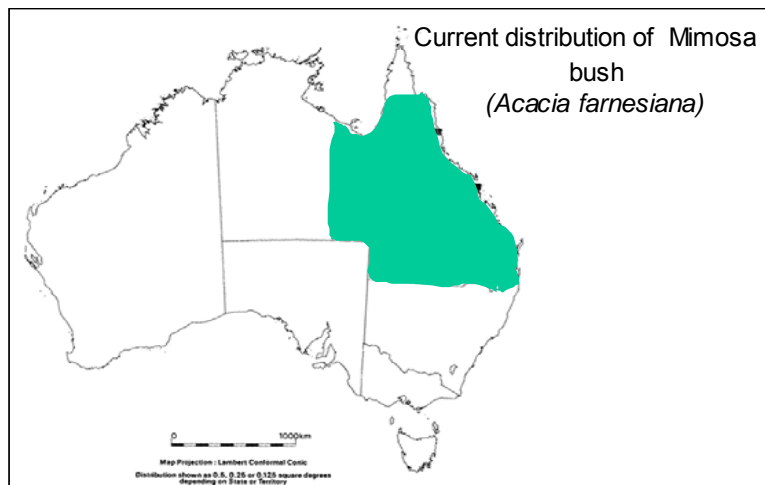 Current distribution of Mimosa
bush
(Acacia farnesiana)
0 1000km
Map Projection : Lambert Conformal Conic
Distribution shown as 0.5, 0.25 or 0.125 square degrees
depending on State or Territory